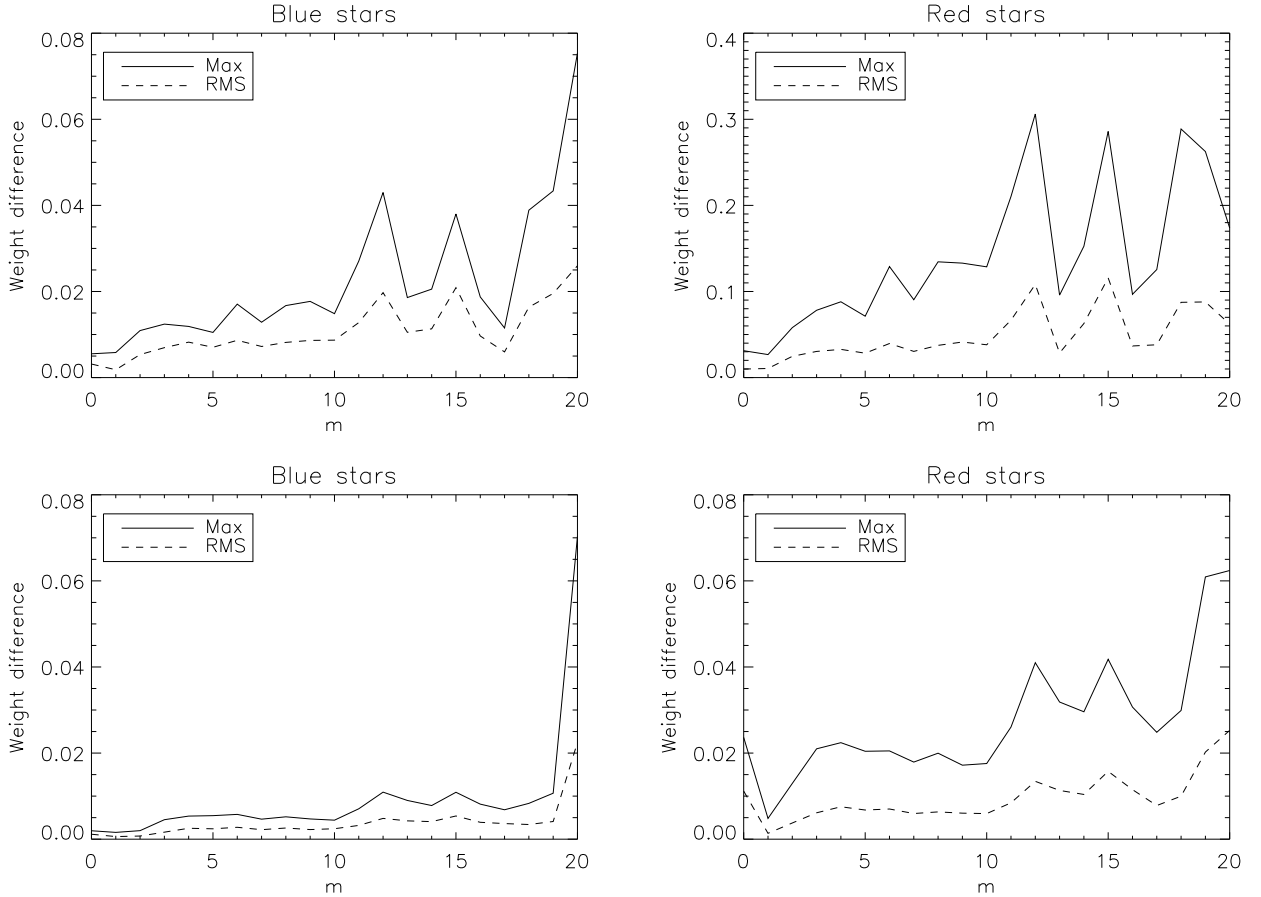 Blue stars
0.08
0.06
0.04
0.02
0.00
Weight difference
Max
RMS
0 5 10 15 20
m
Red stars
0.4
0.3
0.2
0.1
0.0
Weight difference
Max
RMS
0 5 10 15 20
m
Blue stars
0.08
0.06
0.04
0.02
0.00
Weight difference
Max
RMS
0 5 10 15 20
m
Red stars
0.08
0.06
0.04
0.02
0.00
Weight difference
Max
RMS
0 5 10 15 20
m